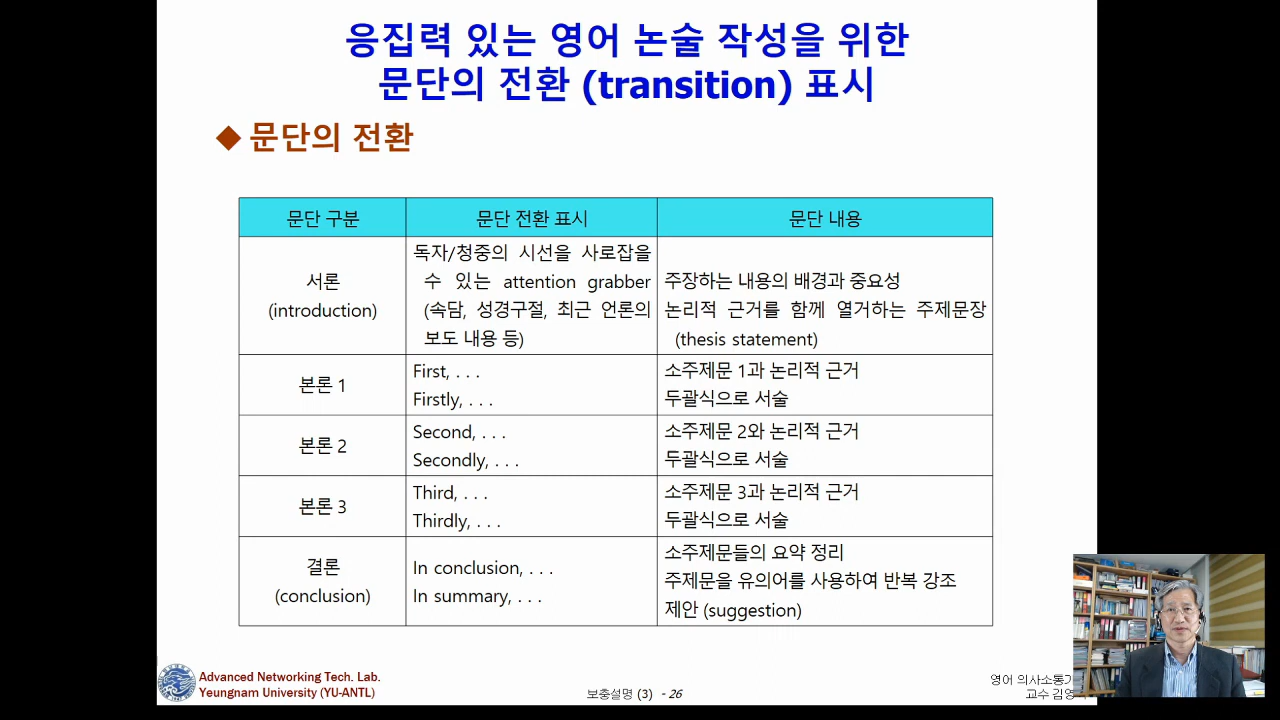 응집력 있는 영어 논술 작성을 위한
문단의 전환 (transition) 표시
◆ 문단의 전환
문단 구분
문단 전환 표시
문단 내용
서론
(introduction)
독자/청중의 시선을 사로잡을
수 있는 attention grabber
(속담, 성경구절, 최근 언론의
보도 내용 등)
주장하는 내용의 배경과 중요성
논리적 근거를 함께 열거하는 주제문장
(thesis statement)
본론 1
First, . . .
Firstly, . . .
소주제문 1과 논리적 근거
두괄식으로 서술
본론 2
Second, . . .
Secondly, . . .
소주제문 2와 논리적 근거
두괄식으로 서술
본론 3
Third, . . .
Thirdly, . . .
소주제문 3과 논리적 근거
두괄식으로 서술
결론
(conclusion)
In conclusion, . . .
In summary, . . .
소주제문들의 요약 정리
주제문을 유의어를 사용하여 반복 강조
제안 (suggestion)
Advanced Networking Tech. Lab.
Yeungnam University (YU-ANTL)
보충설명 (3) - 26
영어 의사소통
교수 김영